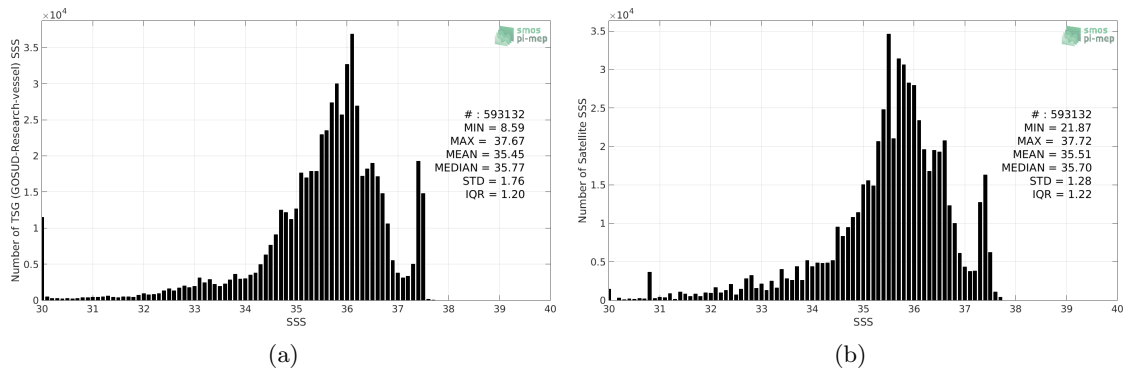 ×10⁴
Number of TSG (GOSUD-Research-vessel) SSS
3.5
3
2.5
2
1.5
1
0.5
0
30 31 32 33 34 35 36 37 38 39 40
SSS
smos
pi-mep
# : 593132
MIN = 8.59
MAX = 37.67
MEAN = 35.45
MEDIAN = 35.77
STD = 1.76
IQR = 1.20
(a)
×10⁴
Number of Satellite SSS
3.5
3
2.5
2
1.5
1
0.5
0
30 31 32 33 34 35 36 37 38 39 40
SSS
smos
pi-mep
# : 593132
MIN = 21.87
MAX = 37.72
MEAN = 35.51
MEDIAN = 35.70
STD = 1.28
IQR = 1.22
(b)